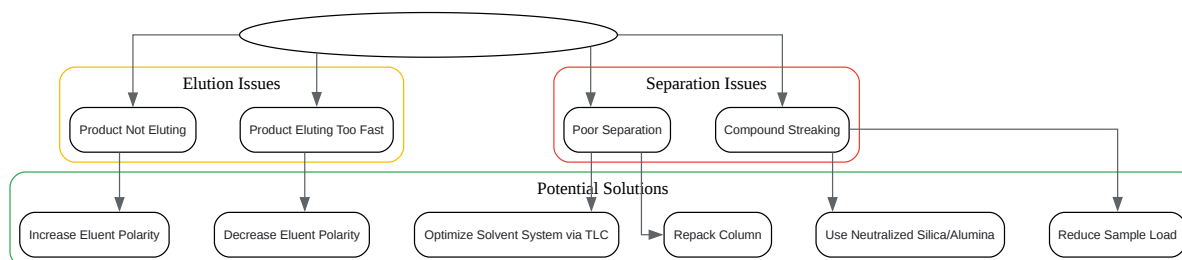 Elution Issues
Separation Issues
Product Not Eluting
Product Eluting Too Fast
Poor Separation
Compound Streaking
Potential Solutions
Increase Eluent Polarity
Decrease Eluent Polarity
Optimize Solvent System via TLC
Repack Column
Use Neutralized Silica/Alumina
Reduce Sample Load